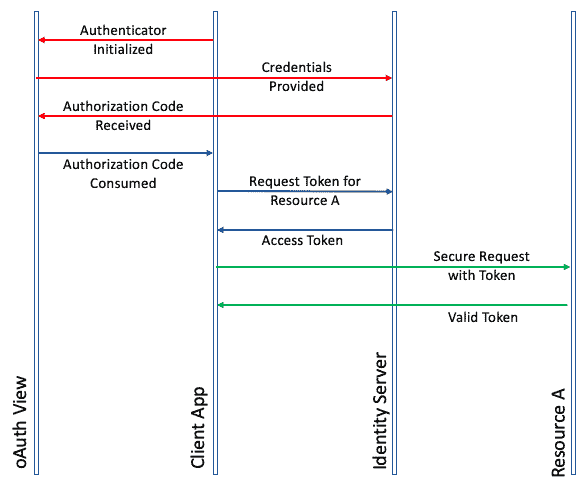 Authenticator
Initialized
Credentials
Provided
Authorization Code
Received
Authorization Code
Consumed
Request Token for
Resource A
Access Token
Secure Request
with Token
Valid Token
oAuth View
Client App
Identity Server
Resource A